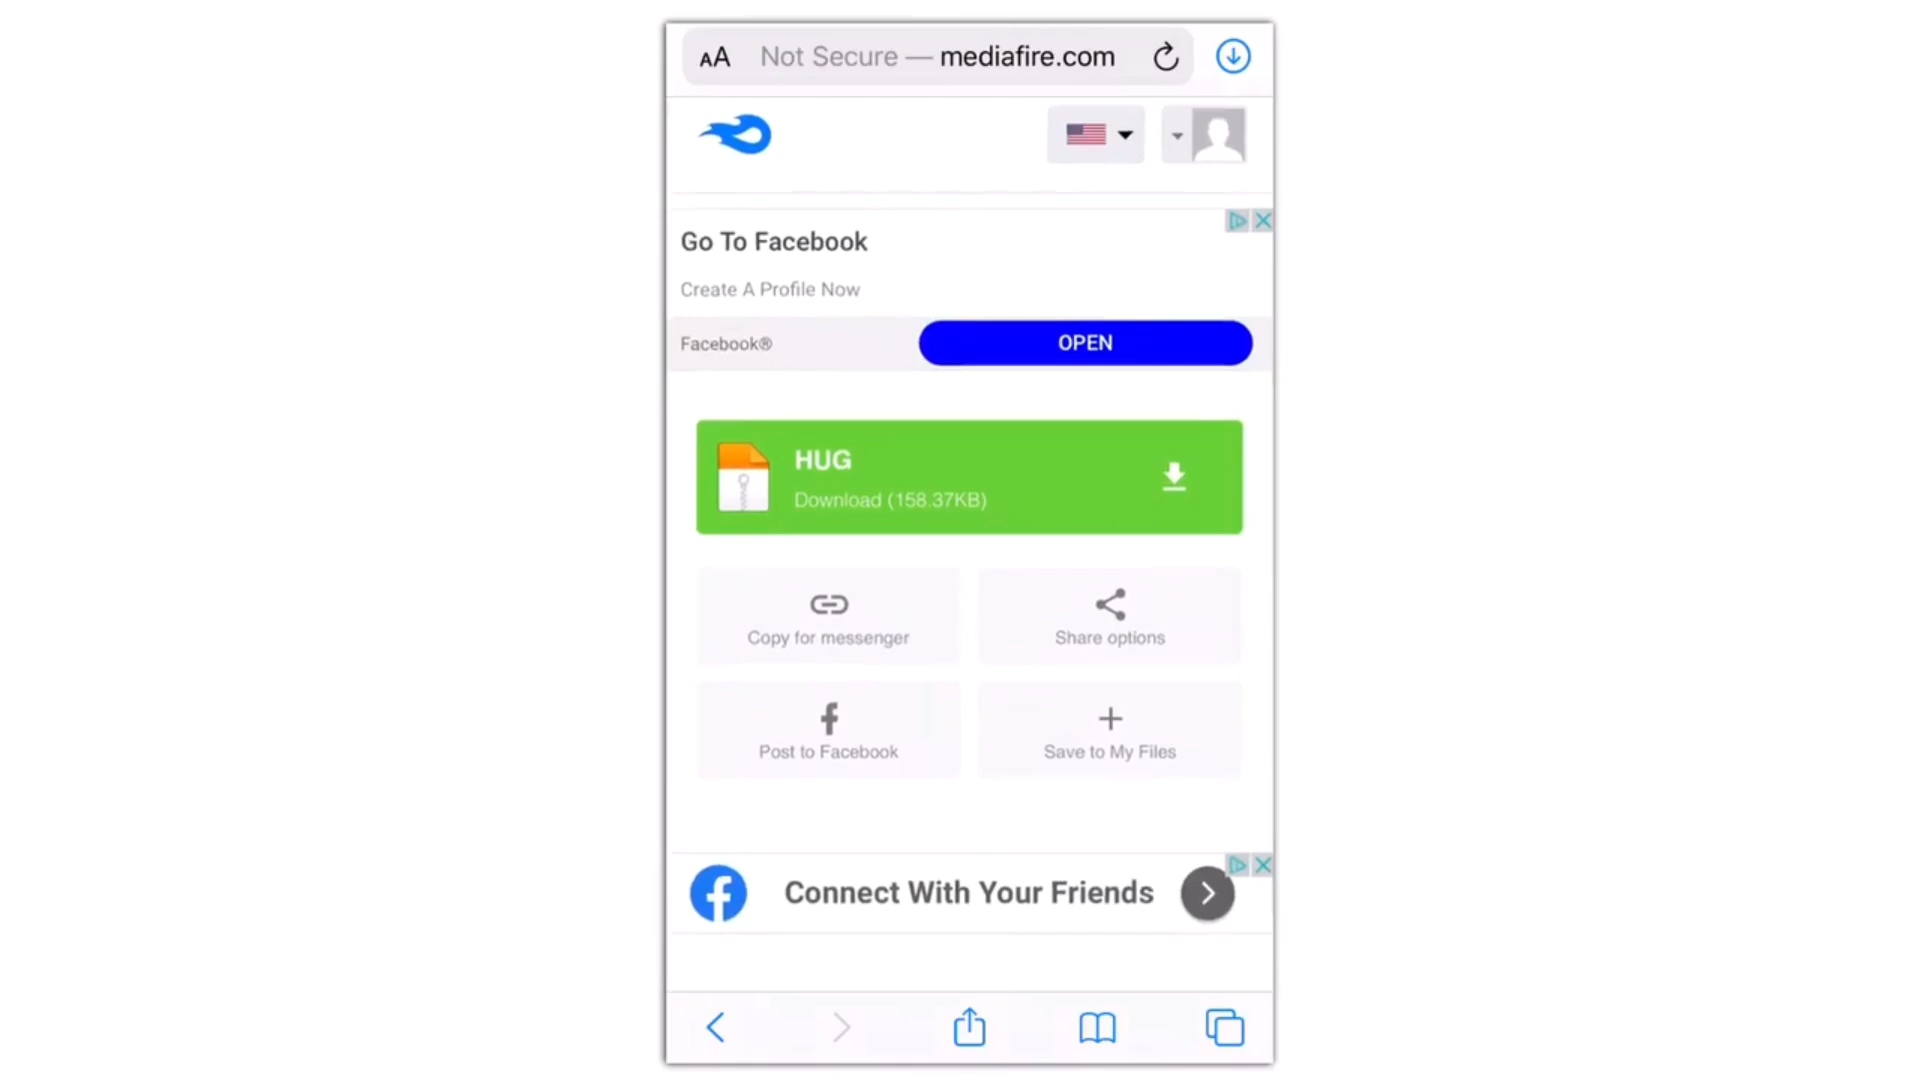 AA Not Secure — mediafire.com
Go To Facebook
Create A Profile Now
Facebook® OPEN
HUG
Download (158.37KB)
Copy for messenger Share options
Post to Facebook Save to My Files
Connect With Your Friends